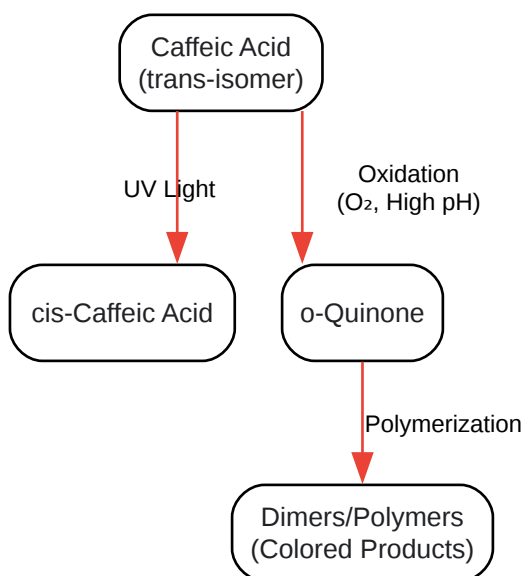 Caffeic Acid
(trans-isomer)
UV Light
Oxidation
(O₂, High pH)
cis-Caffeic Acid
o-Quinone
Polymerization
Dimers/Polymers
(Colored Products)